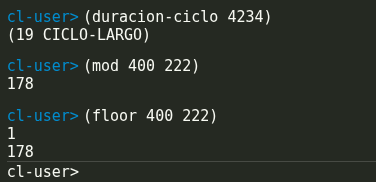 cl-user> (duracion-ciclo 4234)
(19 CICLO-LARGO)
cl-user> (mod 400 222)
178
cl-user> (floor 400 222)
1
178
cl-user>